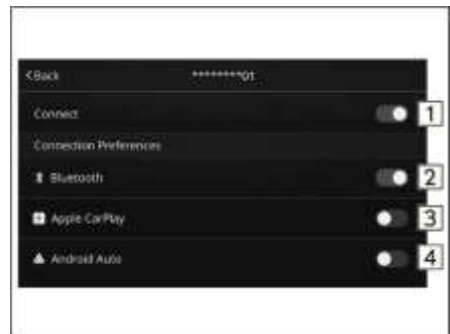 <Back ********01
Connect 1
Connection Preferences
Bluetooth 2
Apple CarPlay 3
Android Auto 4